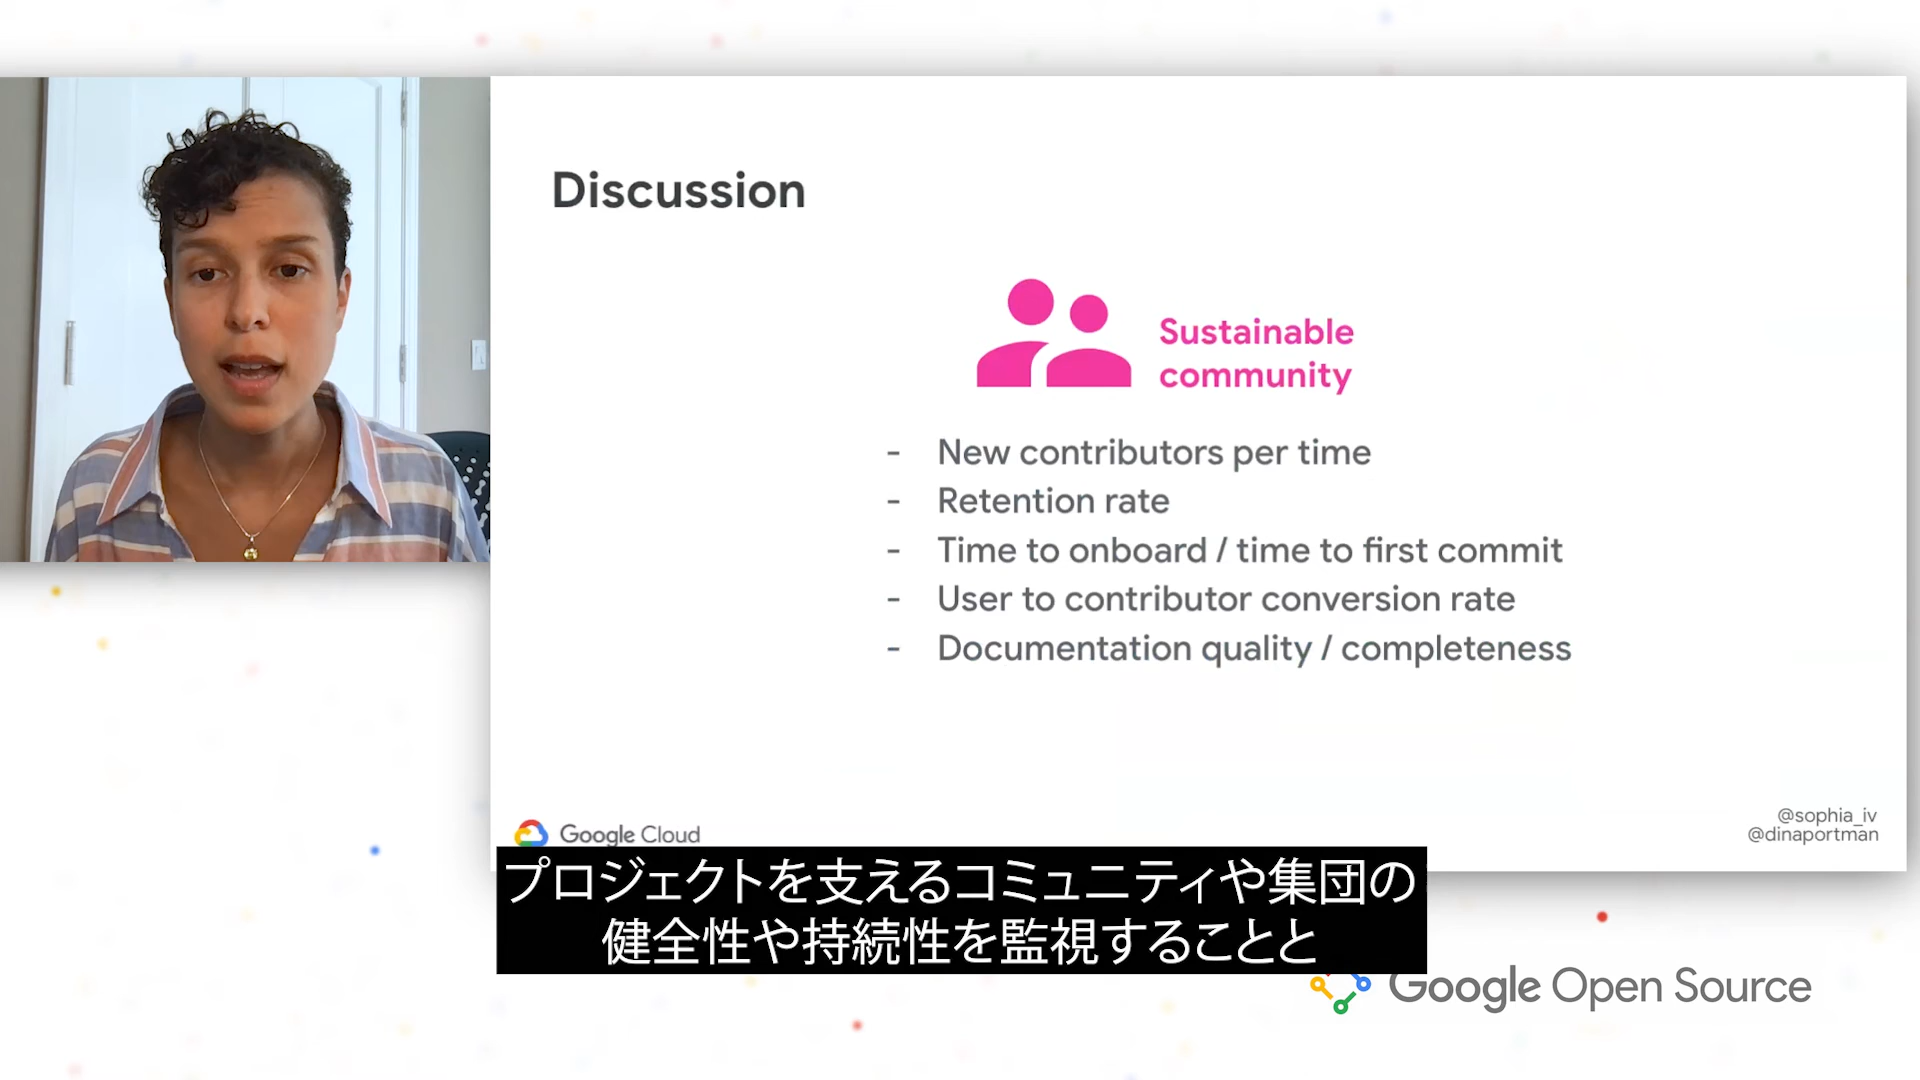 Discussion
Sustainable
community
- New contributors per time
- Retention rate
- Time to onboard / time to first commit
- User to contributor conversion rate
- Documentation quality / completeness
@sophia_iv
@dinaportman
Google Cloud
プロジェクトを支えるコミュニティや集団の
健全性や持続性を監視することと
Google Open Source